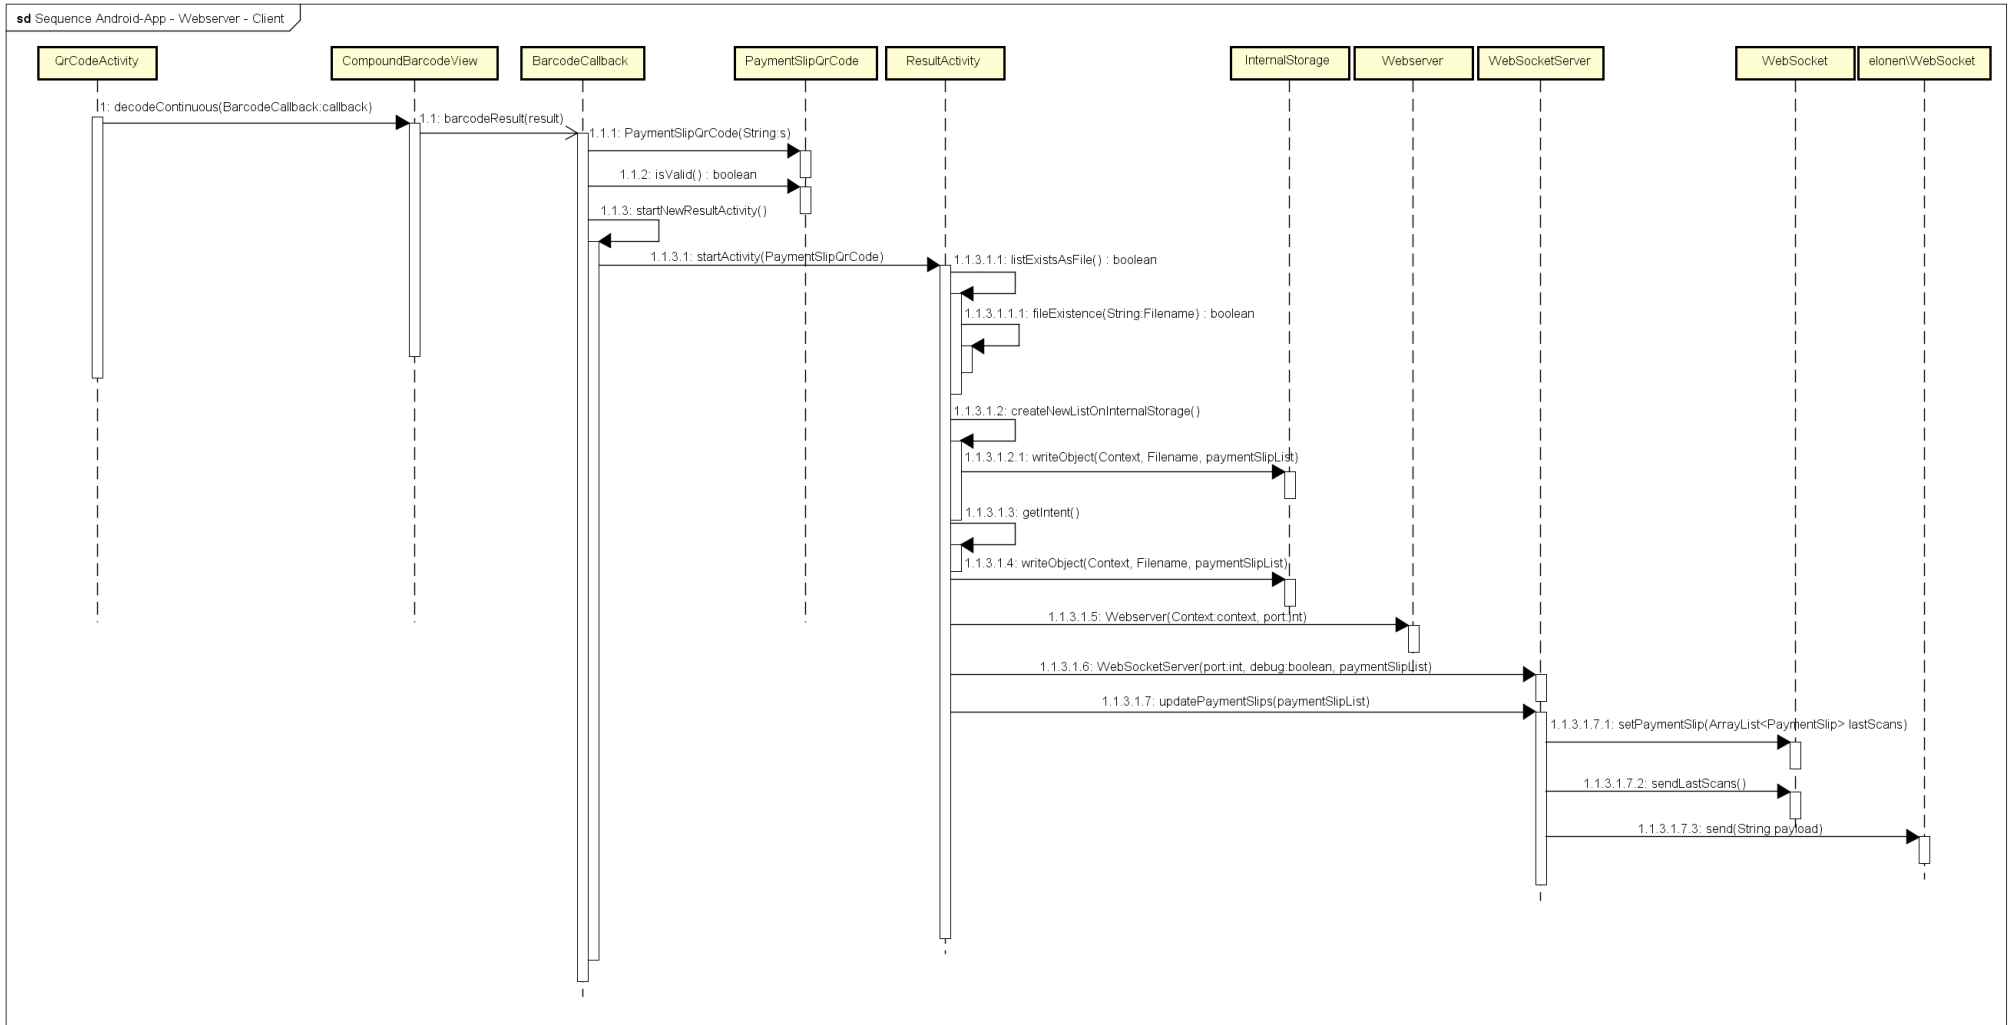 sd Sequence Android-App - Webserver - Client
QrCodeActivity
CompoundBarcodeView
BarcodeCallback
PaymentSlipQrCode
ResultActivity
InternalStorage
Webserver
WebSocketServer
WebSocket
elonen\WebSocket
1: decodeContinuous(BarcodeCallback:callback)
1.1: barcodeResult(result)
1.1.1: PaymentSlipQrCode(String:s)
1.1.2: isValid() : boolean
1.1.3: startNewResultActivity()
1.1.3.1: startActivity(PaymentSlipQrCode)
1.1.3.1.1: listExistsAsFile() : boolean
1.1.3.1.1.1: fileExistence(String:Filename) : boolean
1.1.3.1.2: createNewListOnInternalStorage()
1.1.3.1.2.1: writeObject(Context, Filename, paymentSlipList)
1.1.3.1.3: getIntent()
1.1.3.1.4: writeObject(Context, Filename, paymentSlipList)
1.1.3.1.5: Webserver(Context:context, port:int)
1.1.3.1.6: WebSocketServer(port:int, debug:boolean, paymentSlipList)
1.1.3.1.7: updatePaymentSlips(paymentSlipList)
1.1.3.1.7.1: setPaymentSlip(ArrayList<PaymentSlip> lastScans)
1.1.3.1.7.2: sendLastScans()
1.1.3.1.7.3: send(String payload)